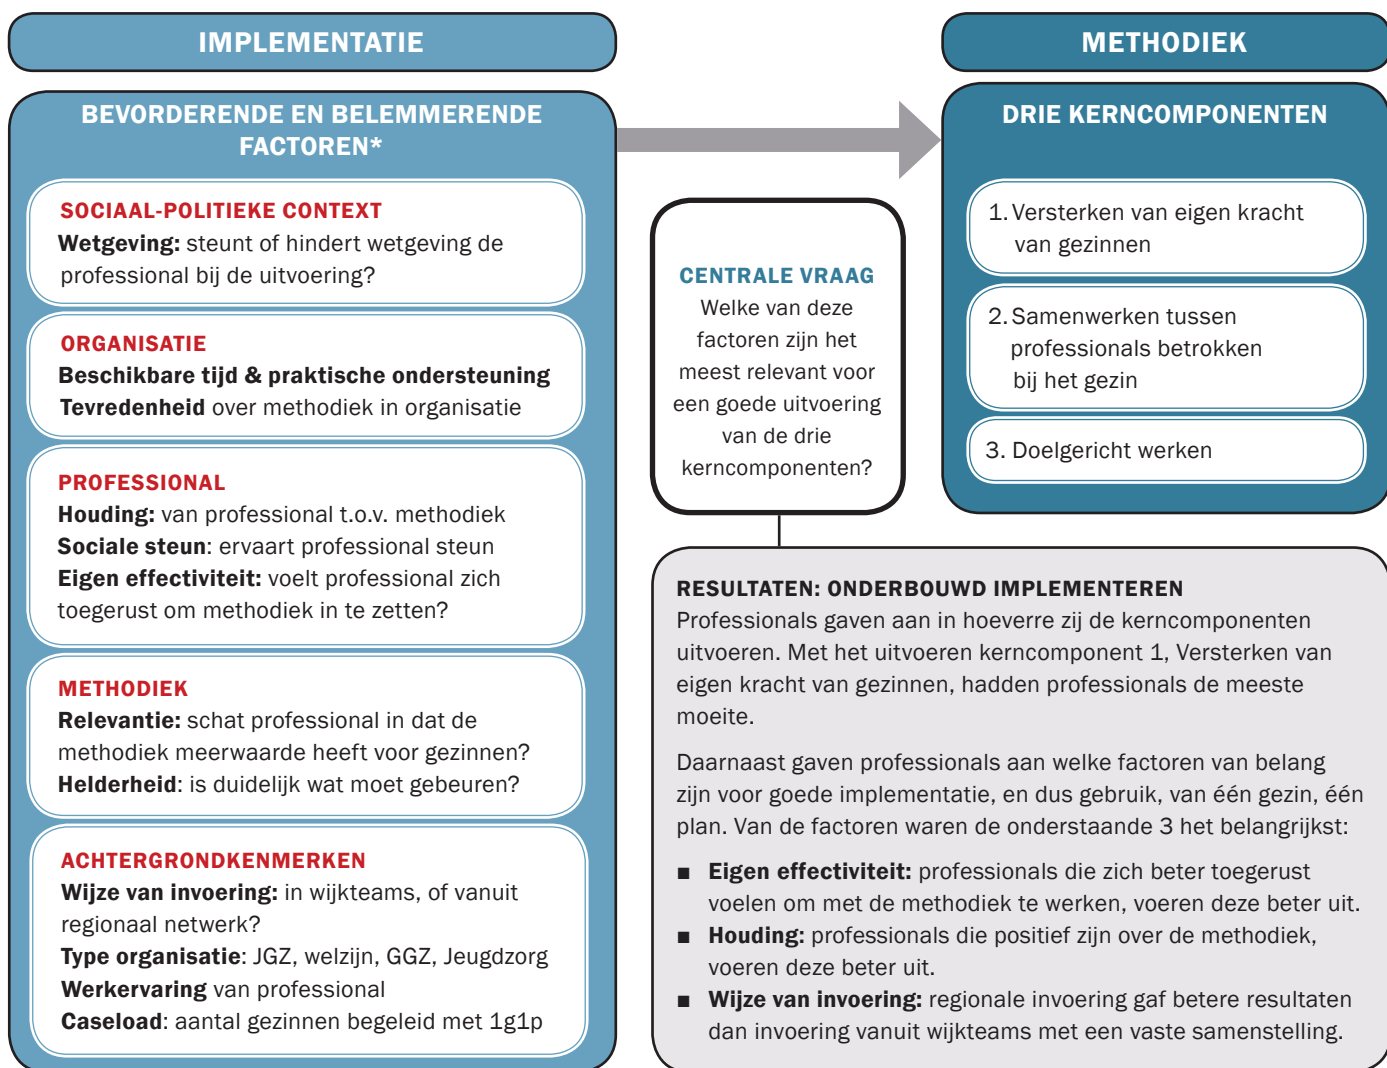 IMPLEMENTATIE
BEVORDERENDE EN BELEMMERENDE
FACTOREN*
SOCIAAL-POLITIEKE CONTEXT
Wetgeving: steunt of hindert wetgeving de
professional bij de uitvoering?
ORGANISATIE
Beschikbare tijd & praktische ondersteuning
Tevredenheid over methodiek in organisatie
PROFESSIONAL
Houding: van professional t.o.v. methodiek
Sociale steun: ervaart professional steun
Eigen effectiviteit: voelt professional zich
toegerust om methodiek in te zetten?
METHODIEK
Relevantie: schat professional in dat de
methodiek meerwaarde heeft voor gezinnen?
Helderheid: is duidelijk wat moet gebeuren?
ACHTERGRONDKENMERKEN
Wijze van invoering: in wijkteams, of vanuit
regionaal netwerk?
Type organisatie: JGZ, welzijn, GGZ, Jeugdzorg
Werkervaring van professional
Caseload: aantal gezinnen begeleid met 1g1p
CENTRALE VRAAG
Welke van deze
factoren zijn het
meest relevant voor
een goede uitvoering
van de drie
kerncomponenten?
METHODIEK
DRIE KERNCOMPONENTEN
1. Versterken van eigen kracht
van gezinnen
2. Samenwerken tussen
professionals betrokken
bij het gezin
3. Doelgericht werken
RESULTATEN: ONDERBOUWD IMPLEMENTEREN
Professionals gaven aan in hoeverre zij de kerncomponenten
uitvoeren. Met het uitvoeren kerncomponent 1, Versterken van
eigen kracht van gezinnen, hadden professionals de meeste
moeite.
Daarnaast gaven professionals aan welke factoren van belang
zijn voor goede implementatie, en dus gebruik, van één gezin, één
plan. Van de factoren waren de onderstaande 3 het belangrijkst:
■ Eigen effectiviteit: professionals die zich beter toegerust
voelen om met de methodiek te werken, voeren deze beter uit.
■ Houding: professionals die positief zijn over de methodiek,
voeren deze beter uit.
■ Wijze van invoering: regionale invoering gaf betere resultaten
dan invoering vanuit wijkteams met een vaste samenstelling.